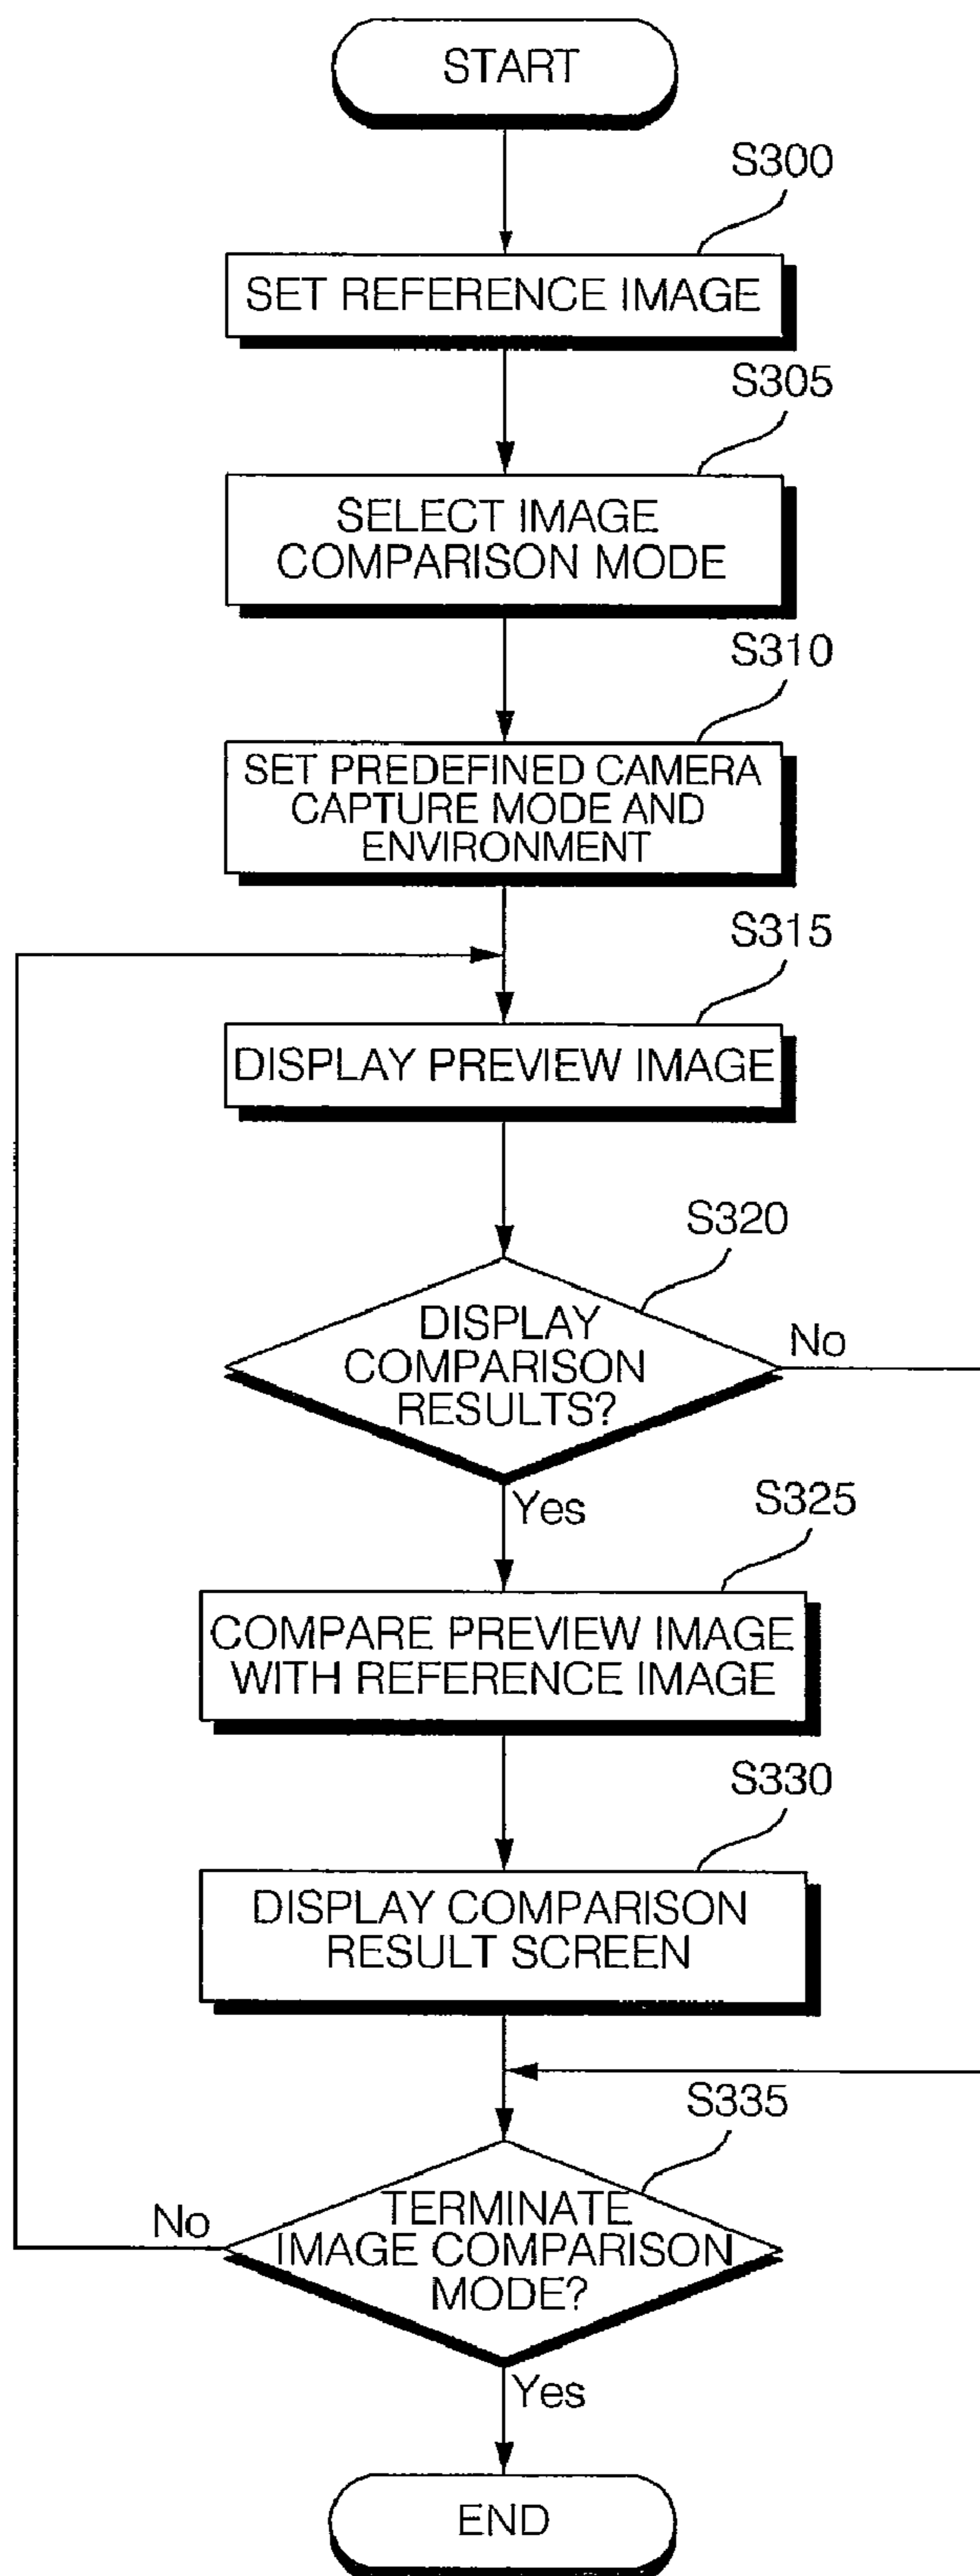 START
S300
SET REFERENCE IMAGE
S305
SELECT IMAGE
COMPARISON MODE
S310
SET PREDEFINED CAMERA
CAPTURE MODE AND
ENVIRONMENT
S315
DISPLAY PREVIEW IMAGE
S320
DISPLAY
COMPARISON
RESULTS?
No
Yes
S325
COMPARE PREVIEW IMAGE
WITH REFERENCE IMAGE
S330
DISPLAY COMPARISON
RESULT SCREEN
S335
TERMINATE
IMAGE COMPARISON
MODE?
No
Yes
END